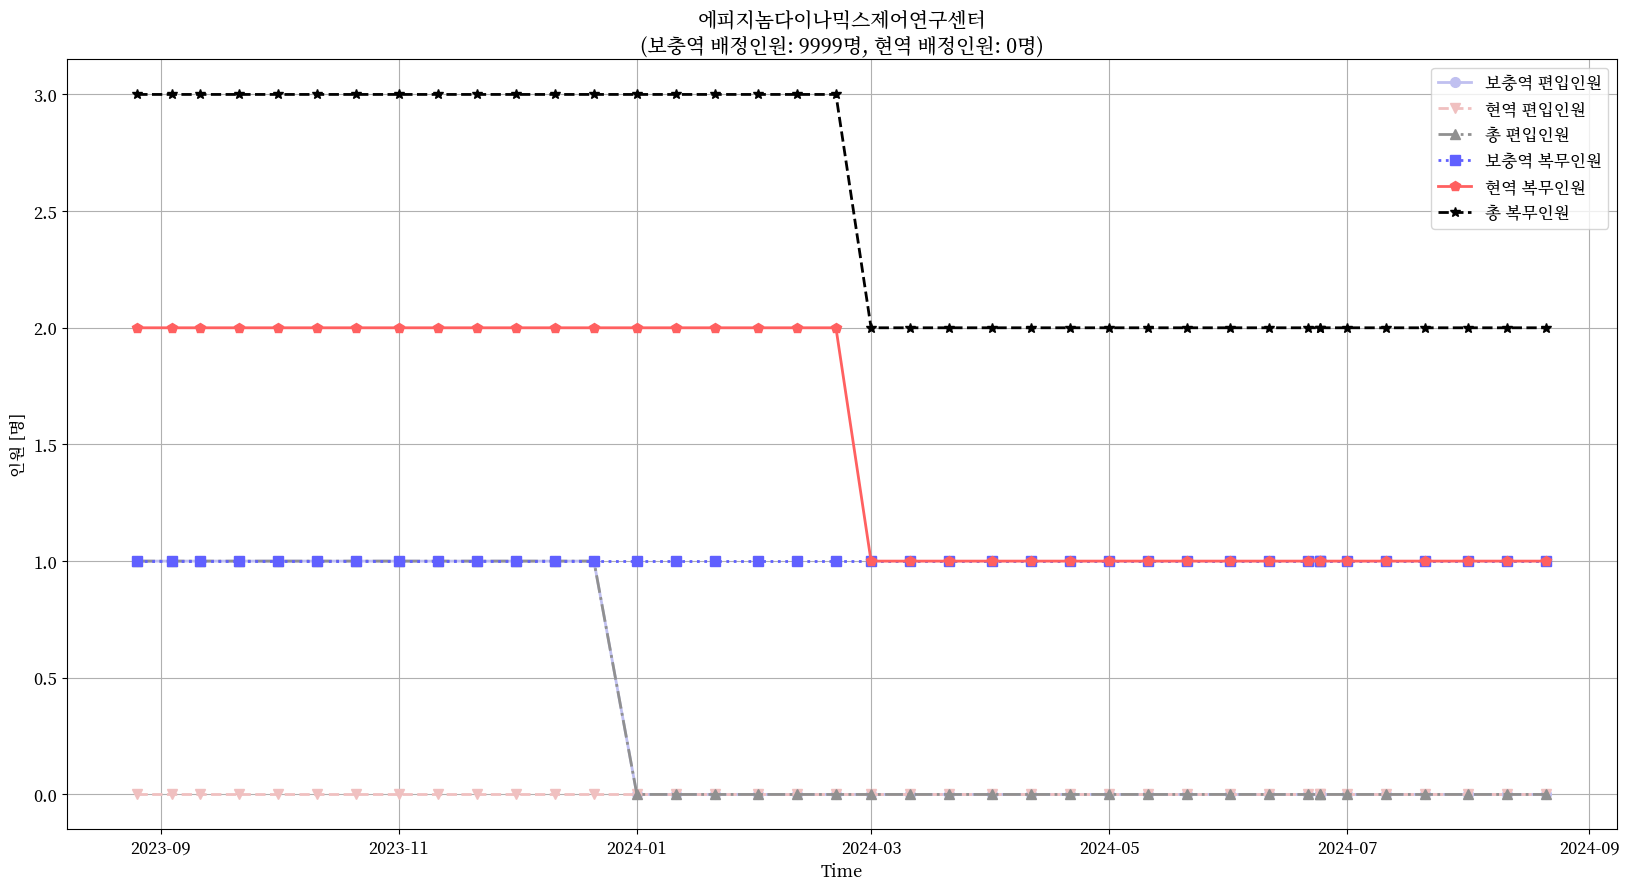 에피지놈다이나믹스제어연구센터
(보충역 배정인원: 9999명, 현역 배정인원: 0명)
보충역 편입인원
현역 편입인원
총 편입인원
보충역 복무인원
현역 복무인원
총 복무인원
인원 [명]
3.0
2.5
2.0
1.5
1.0
0.5
0.0
2023-09
2023-11
2024-01
2024-03
2024-05
2024-07
2024-09
Time